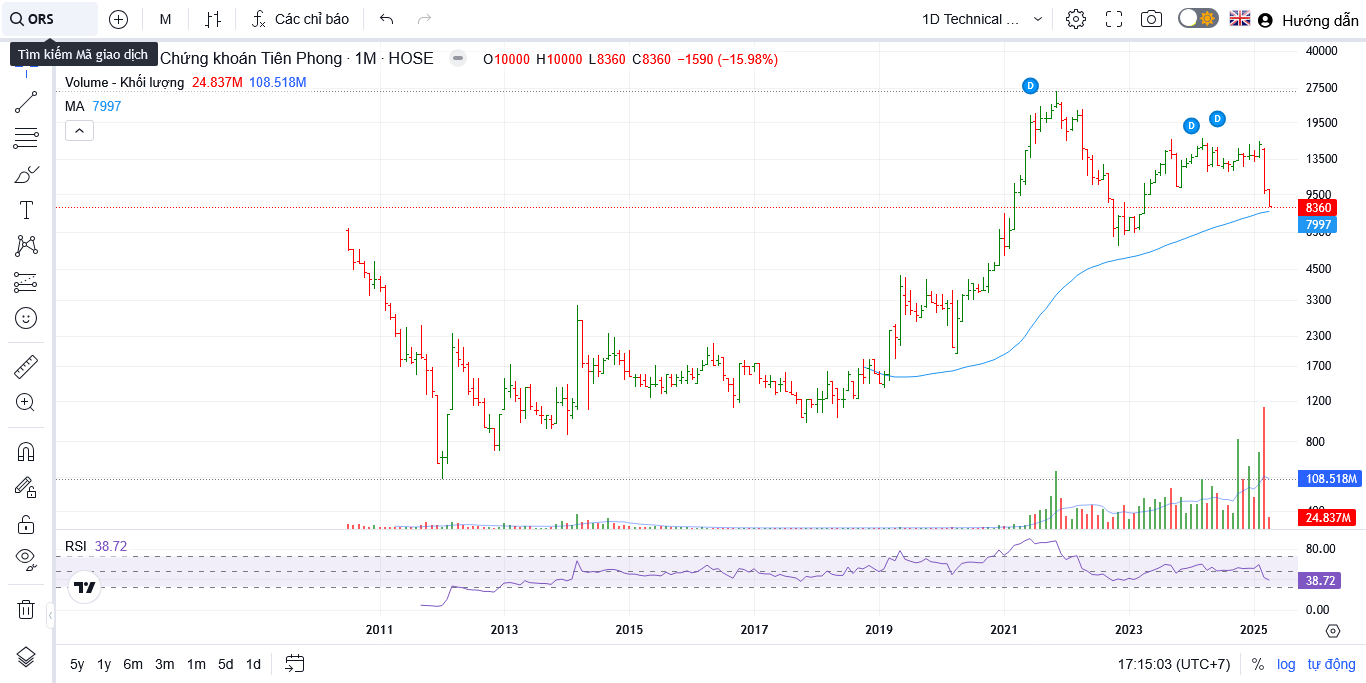 ORS
M
Các chỉ báo
1D Technical ...
Hướng dẫn
Tìm kiếm Mã giao dịch
Chứng khoán Tiên Phong · 1M · HOSE
O10000 H10000 L8360 C8360 −1590 (−15.98%)
Volume - Khối lượng 24.837M 108.518M
MA 7997
D
D
D
40000
27500
19500
13500
9500
8360
7997
4500
3300
2300
1700
1200
800
108.518M
400
24.837M
RSI 38.72
80.00
38.72
0.00
2011
2013
2015
2017
2019
2021
2023
2025
5y 1y 6m 3m 1m 5d 1d
17:15:03 (UTC+7)
%
log
tự động